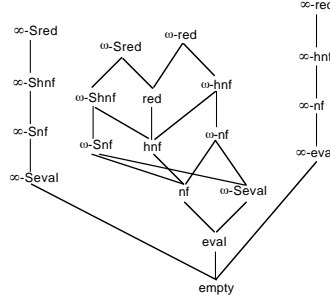 ∞-red
∞-Sred
ω-Sred
ω-red
∞-hnf
∞-Shnf
ω-Shnf
red
ω-hnf
∞-nf
∞-Snf
ω-Snf
hnf
ω-nf
∞-eval
∞-Seval
nf
ω-Seval
eval
empty